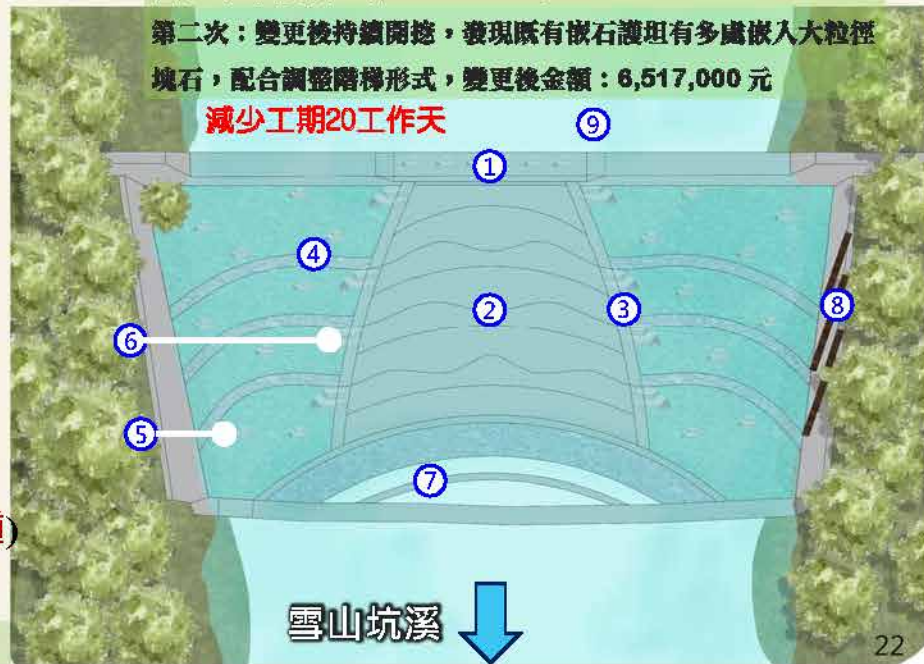 第二次：變更後持續開挖，發現既有嵌石護坦有多處嵌入大粒徑
塊石，配合調整階梯形式，變更後金額：6,517,000 元
減少工期20工作天
⑨
①
④
②
③
⑧
⑥
⑤
⑦
)
雪山坑溪
22